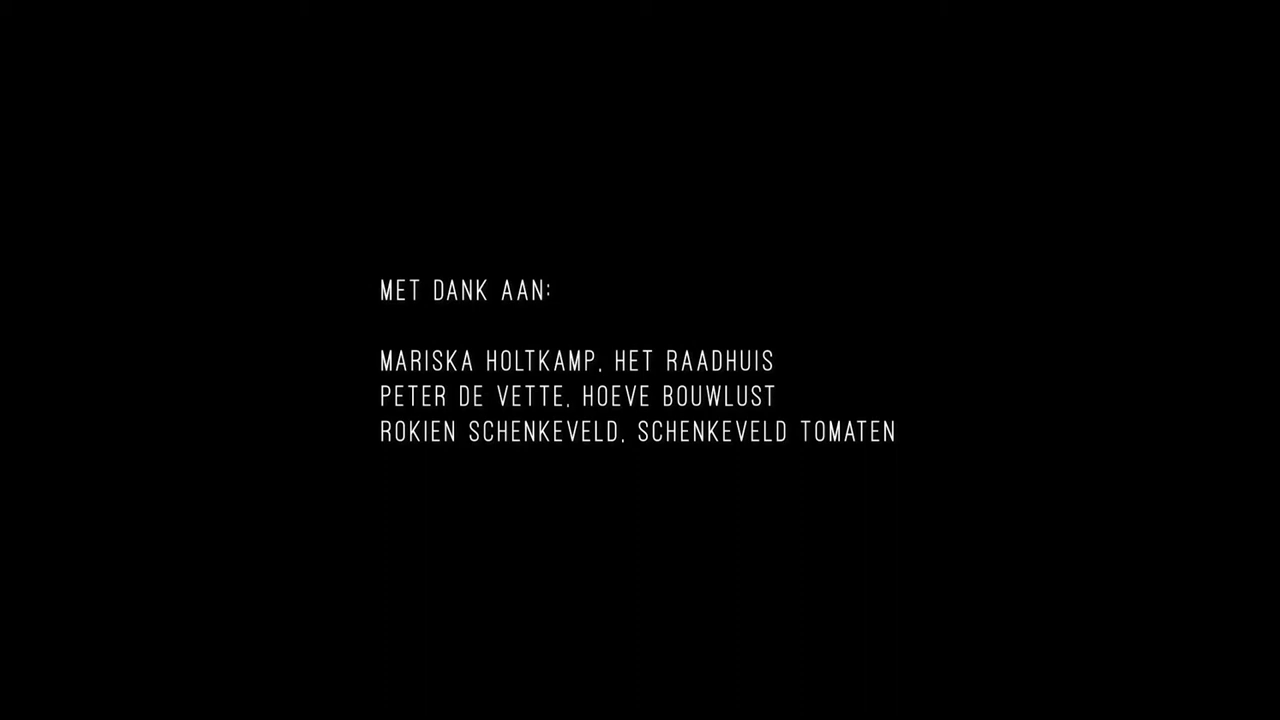 MET DANK AAN:
MARISKA HOLTKAMP, HET RAADHUIS
PETER DE VETTE, HOEVE BOUWLUST
ROKIEN SCHENKEVELD, SCHENKEVELD TOMATEN